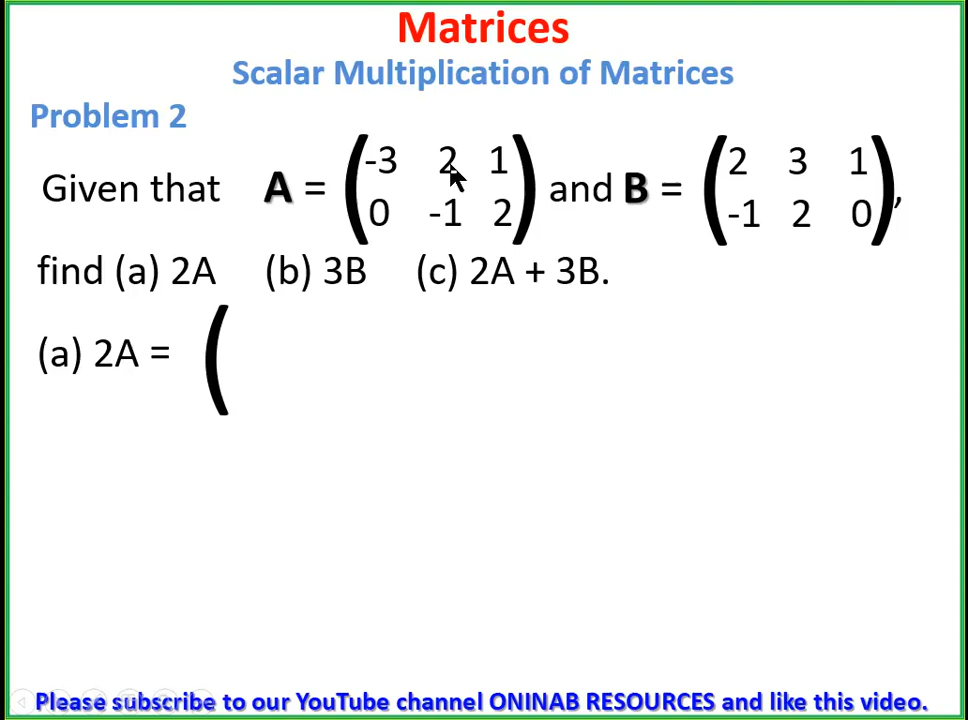 Matrices
Scalar Multiplication of Matrices
Problem 2
-3 2 1 2 3 1
Given that A = ( ) and B = ( ),
0 -1 2 -1 2 0
find (a) 2A (b) 3B (c) 2A + 3B.
(a) 2A = (
Please subscribe to our YouTube channel ONINAB RESOURCES and like this video.